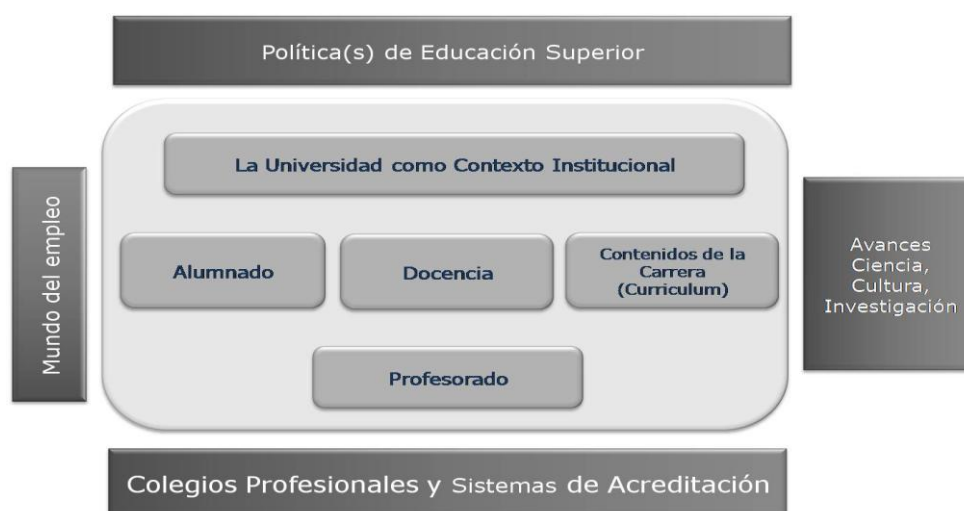 Política(s) de Educación Superior
La Universidad como Contexto Institucional
Mundo del empleo
Alumnado
Docencia
Contenidos de la
Carrera
(Curriculum)
Avances
Ciencia,
Cultura,
Investigación
Profesorado
Colegios Profesionales y Sistemas de Acreditación